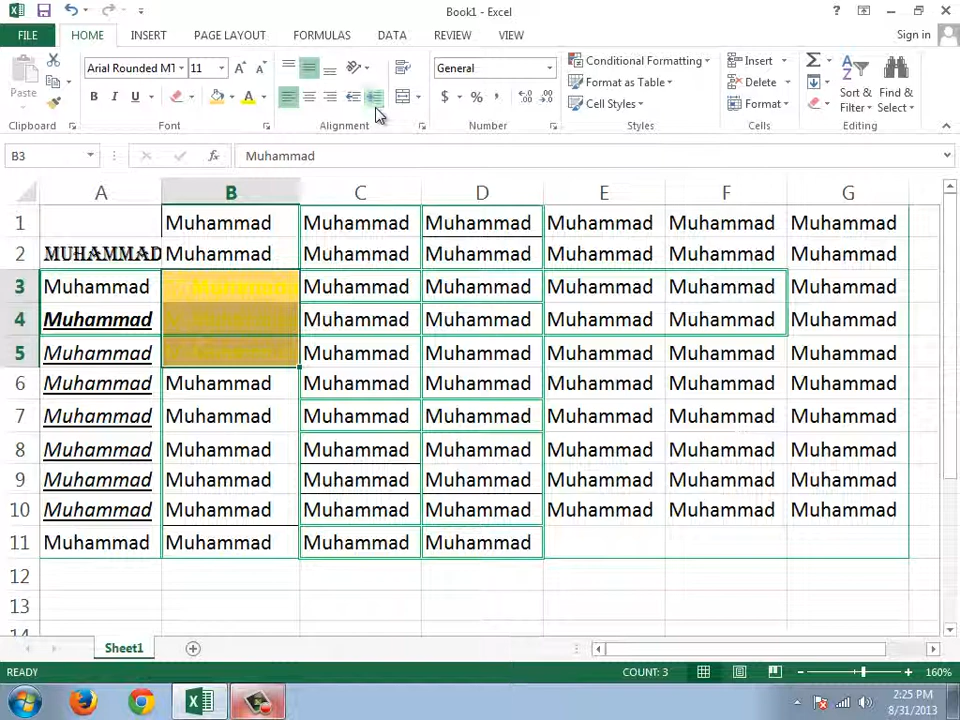 Book1 - Excel
FILE HOME INSERT PAGE LAYOUT FORMULAS DATA REVIEW VIEW Sign in
Paste Arial Rounded MT 11 General Conditional Formatting Insert
B I U $ % , Format as Table Delete Sort & Find &
Cell Styles Format Filter Select
Clipboard Font Alignment Number Styles Cells Editing
B3 fx Muhammad
A B C D E F G
1 Muhammad Muhammad Muhammad Muhammad Muhammad Muhammad
2 MUHAMMAD Muhammad Muhammad Muhammad Muhammad Muhammad Muhammad
3 Muhammad Muhammad Muhammad Muhammad Muhammad Muhammad Muhammad
4 Muhammad Muhammad Muhammad Muhammad Muhammad Muhammad Muhammad
5 Muhammad Muhammad Muhammad Muhammad Muhammad Muhammad
6 Muhammad Muhammad Muhammad Muhammad Muhammad Muhammad Muhammad
7 Muhammad Muhammad Muhammad Muhammad Muhammad Muhammad Muhammad
8 Muhammad Muhammad Muhammad Muhammad Muhammad Muhammad Muhammad
9 Muhammad Muhammad Muhammad Muhammad Muhammad Muhammad Muhammad
10 Muhammad Muhammad Muhammad Muhammad Muhammad Muhammad Muhammad
11 Muhammad Muhammad Muhammad Muhammad
12
13
14
Sheet1
READY COUNT: 3 160%
2:25 PM
8/31/2013